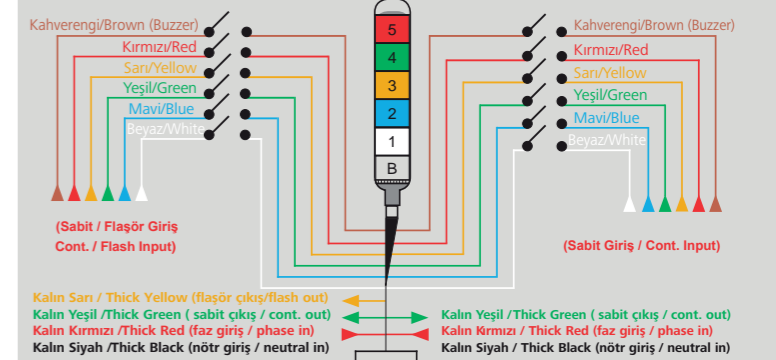 Kahverengi/Brown (Buzzer)
Kırmızı/Red
Sarı/Yellow
Yeşil/Green
Mavi/Blue
Beyaz/White
5
4
3
2
1
B
Kahverengi/Brown (Buzzer)
Kırmızı/Red
Sarı/Yellow
Yeşil/Green
Mavi/Blue
Beyaz/White
(Sabit / Flaşör Giriş
Cont. / Flash Input)
(Sabit Giriş / Cont. Input)
Kalın Sarı / Thick Yellow (flaşör çıkış/flash out)
Kalın Yeşil /Thick Green ( sabit çıkış / cont. out)
Kalın Kırmızı /Thick Red (faz giriş / phase in)
Kalın Siyah /Thick Black (nötr giriş / neutral in)
Kalın Yeşil /Thick Green ( sabit çıkış / cont. out)
Kalın Kırmızı / Thick Red (faz giriş / phase in)
Kalın Siyah / Thick Black (nötr giriş / neutral in)